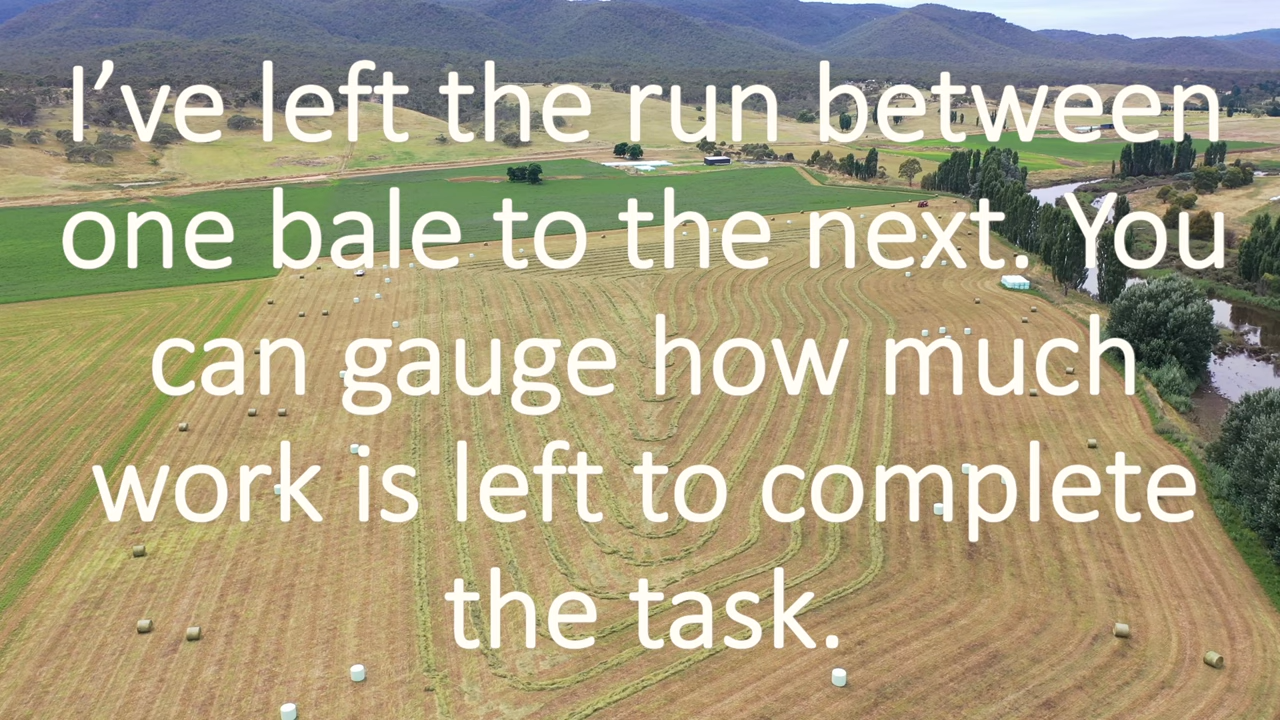 I’ve left the run between
one bale to the next. You
can gauge how much
work is left to complete
the task.